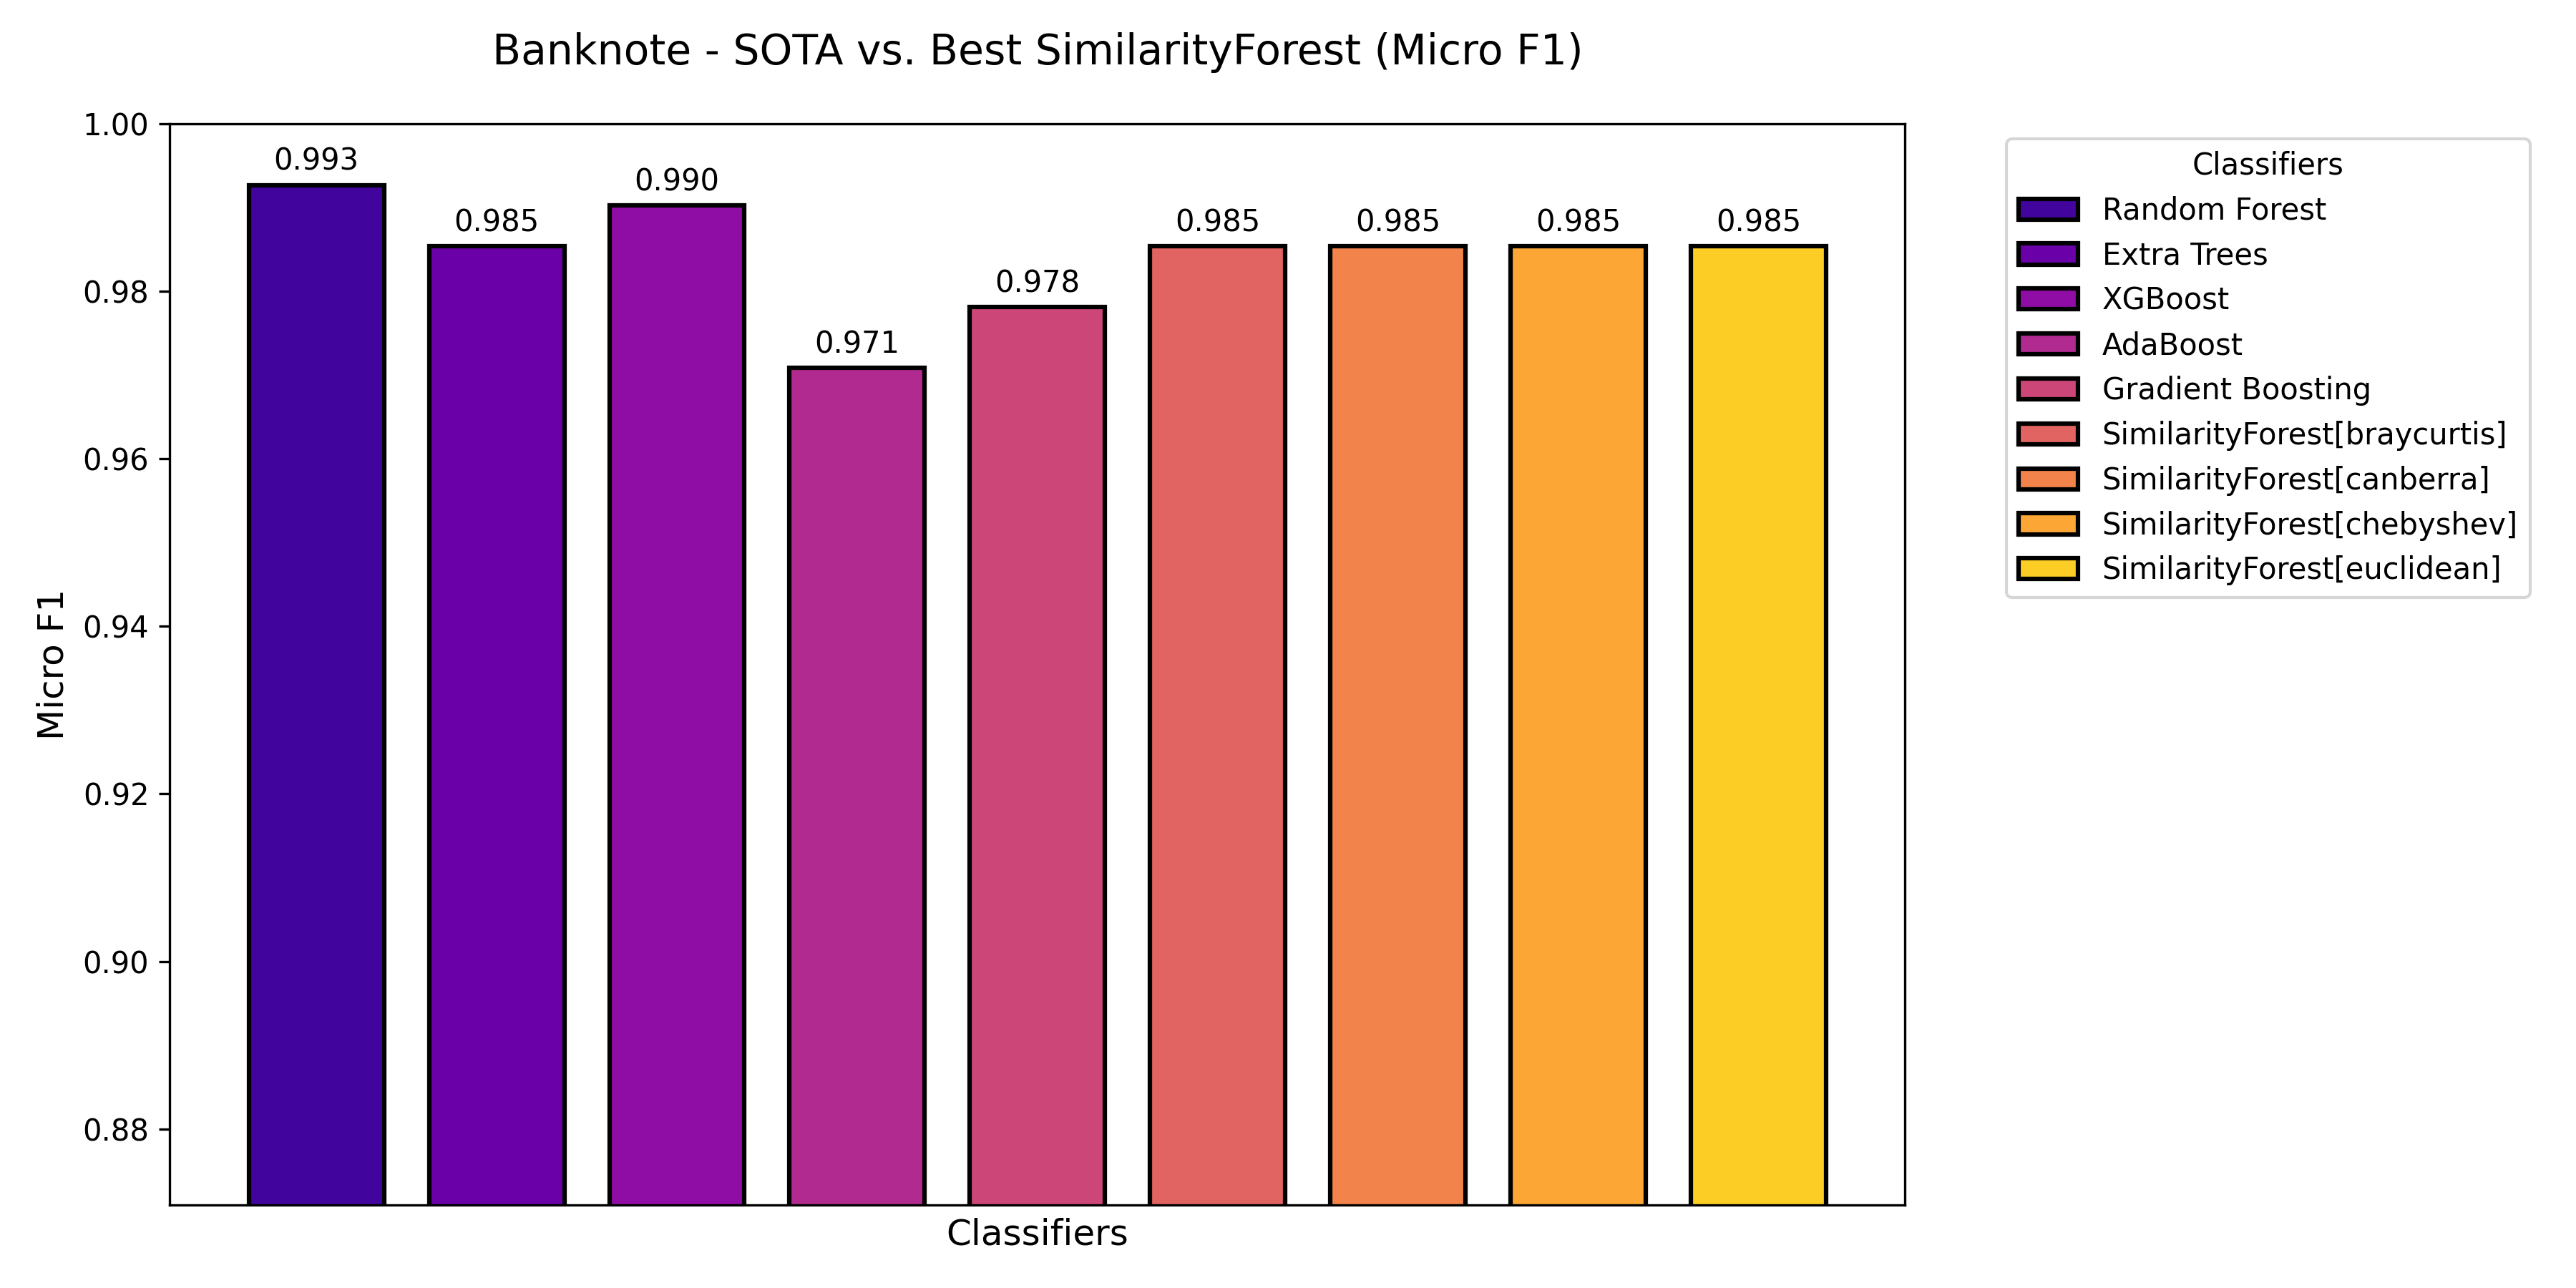 Banknote - SOTA vs. Best SimilarityForest (Micro F1)
Micro F1
1.00
0.98
0.96
0.94
0.92
0.90
0.88
0.993
0.985
0.990
0.971
0.978
0.985
0.985
0.985
0.985
Classifiers
Classifiers
Random Forest
Extra Trees
XGBoost
AdaBoost
Gradient Boosting
SimilarityForest[braycurtis]
SimilarityForest[canberra]
SimilarityForest[chebyshev]
SimilarityForest[euclidean]